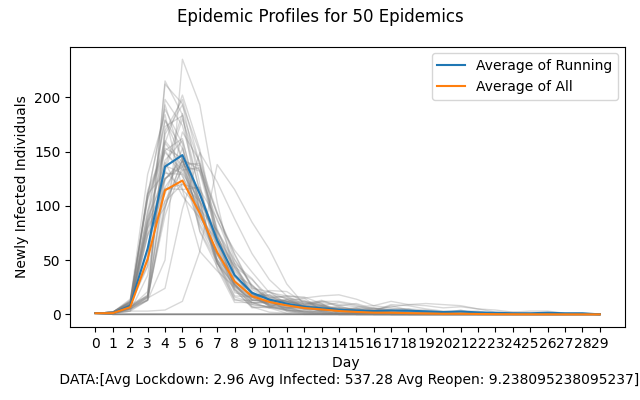 Epidemic Profiles for 50 Epidemics
Average of Running
Average of All
Newly Infected Individuals
200
150
100
50
0
0 1 2 3 4 5 6 7 8 9 10 11 12 13 14 15 16 17 18 19 20 21 22 23 24 25 26 27 28 29
Day
DATA:[Avg Lockdown: 2.96 Avg Infected: 537.28 Avg Reopen: 9.238095238095237]